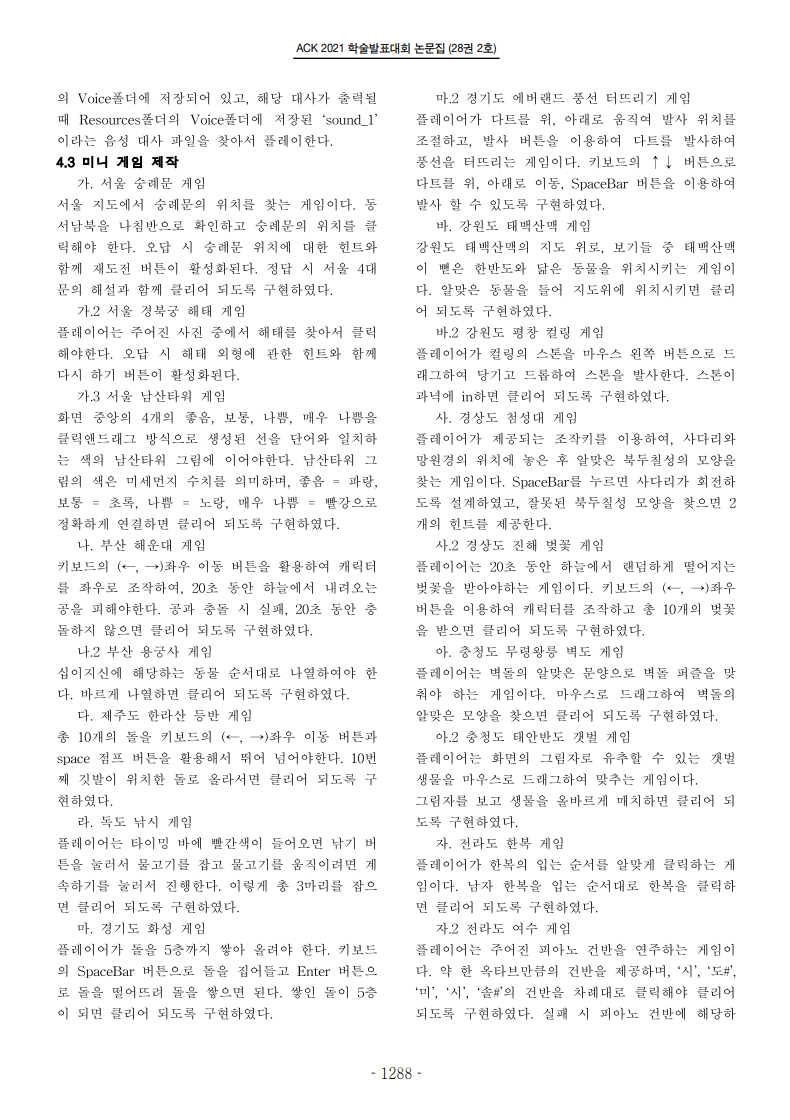 ACK 2021 학술발표대회 논문집 (28권 2호)
의 Voice폴더에 저장되어 있고, 해당 대사가 출력될
때 Resources폴더의 Voice폴더에 저장된 ‘sound_1’
이라는 음성 대사 파일을 찾아서 플레이한다.
4.3 미니 게임 제작
가. 서울 숭례문 게임
서울 지도에서 숭례문의 위치를 찾는 게임이다. 동
서남북을 나침반으로 확인하고 숭례문의 위치를 클
릭해야 한다. 오답 시 숭례문 위치에 대한 힌트와
함께 재도전 버튼이 활성화된다. 정답 시 서울 4대
문의 해설과 함께 클리어 되도록 구현하였다.
가.2 서울 경복궁 해태 게임
플레이어는 주어진 사진 중에서 해태를 찾아서 클릭
해야한다. 오답 시 해태 외형에 관한 힌트와 함께
다시 하기 버튼이 활성화된다.
가.3 서울 남산타워 게임
화면 중앙의 4개의 좋음, 보통, 나쁨, 매우 나쁨을
클릭앤드래그 방식으로 생성된 선을 단어와 일치하
는 색의 남산타워 그림에 이어야한다. 남산타워 그
림의 색은 미세먼지 수치를 의미하며, 좋음 = 파랑,
보통 = 초록, 나쁨 = 노랑, 매우 나쁨 = 빨강으로
정확하게 연결하면 클리어 되도록 구현하였다.
나. 부산 해운대 게임
키보드의 (←, →)좌우 이동 버튼을 활용하여 캐릭터
를 좌우로 조작하여, 20초 동안 하늘에서 내려오는
공을 피해야한다. 공과 충돌 시 실패, 20초 동안 충
돌하지 않으면 클리어 되도록 구현하였다.
나.2 부산 용궁사 게임
십이지신에 해당하는 동물 순서대로 나열하여야 한
다. 바르게 나열하면 클리어 되도록 구현하였다.
다. 제주도 한라산 등반 게임
총 10개의 돌을 키보드의 (←, →)좌우 이동 버튼과
space 점프 버튼을 활용해서 뛰어 넘어야한다. 10번
째 깃발이 위치한 돌로 올라서면 클리어 되도록 구
현하였다.
라. 독도 낚시 게임
플레이어는 타이밍 바에 빨간색이 들어오면 낚기 버
튼을 눌러서 물고기를 잡고 물고기를 움직이려면 계
속하기를 눌러서 진행한다. 이렇게 총 3마리를 잡으
면 클리어 되도록 구현하였다.
마. 경기도 화성 게임
플레이어가 돌을 5층까지 쌓아 올려야 한다. 키보드
의 SpaceBar 버튼으로 돌을 집어들고 Enter 버튼으
로 돌을 떨어뜨려 돌을 쌓으면 된다. 쌓인 돌이 5층
이 되면 클리어 되도록 구현하였다.
마.2 경기도 에버랜드 풍선 터뜨리기 게임
플레이어가 다트를 위, 아래로 움직여 발사 위치를
조절하고, 발사 버튼을 이용하여 다트를 발사하여
풍선을 터뜨리는 게임이다. 키보드의 ↑↓ 버튼으로
다트를 위, 아래로 이동, SpaceBar 버튼을 이용하여
발사 할 수 있도록 구현하였다.
바. 강원도 태백산맥 게임
강원도 태백산맥의 지도 위로, 보기들 중 태백산맥
이 뻗은 한반도와 닮은 동물을 위치시키는 게임이
다. 알맞은 동물을 들어 지도위에 위치시키면 클리
어 되도록 구현하였다.
바.2 강원도 평창 컬링 게임
플레이어가 컬링의 스톤을 마우스 왼쪽 버튼으로 드
래그하여 당기고 드롭하여 스톤을 발사한다. 스톤이
과녁에 in하면 클리어 되도록 구현하였다.
사. 경상도 첨성대 게임
플레이어가 제공되는 조작키를 이용하여, 사다리와
망원경의 위치에 놓은 후 알맞은 북두칠성의 모양을
찾는 게임이다. SpaceBar를 누르면 사다리가 회전하
도록 설계하였고, 잘못된 북두칠성 모양을 찾으면 2
개의 힌트를 제공한다.
사.2 경상도 진해 벚꽃 게임
플레이어는 20초 동안 하늘에서 랜덤하게 떨어지는
벚꽃을 받아야하는 게임이다. 키보드의 (←, →)좌우
버튼을 이용하여 캐릭터를 조작하고 총 10개의 벚꽃
을 받으면 클리어 되도록 구현하였다.
아. 충청도 무령왕릉 벽도 게임
플레이어는 벽돌의 알맞은 문양으로 벽돌 퍼즐을 맞
춰야 하는 게임이다. 마우스로 드래그하여 벽돌의
알맞은 모양을 찾으면 클리어 되도록 구현하였다.
아.2 충청도 태안반도 갯벌 게임
플레이어는 화면의 그림자로 유추할 수 있는 갯벌
생물을 마우스로 드래그하여 맞추는 게임이다.
그림자를 보고 생물을 올바르게 매치하면 클리어 되
도록 구현하였다.
자. 전라도 한복 게임
플레이어가 한복의 입는 순서를 알맞게 클릭하는 게
임이다. 남자 한복을 입는 순서대로 한복을 클릭하
면 클리어 되도록 구현하였다.
자.2 전라도 여수 게임
플레이어는 주어진 피아노 건반을 연주하는 게임이
다. 약 한 옥타브만큼의 건반을 제공하며, ‘시’, ‘도#’,
‘미’, ‘시’, ‘솔#’의 건반을 차례대로 클릭해야 클리어
되도록 구현하였다. 실패 시 피아노 건반에 해당하
- 1288 -